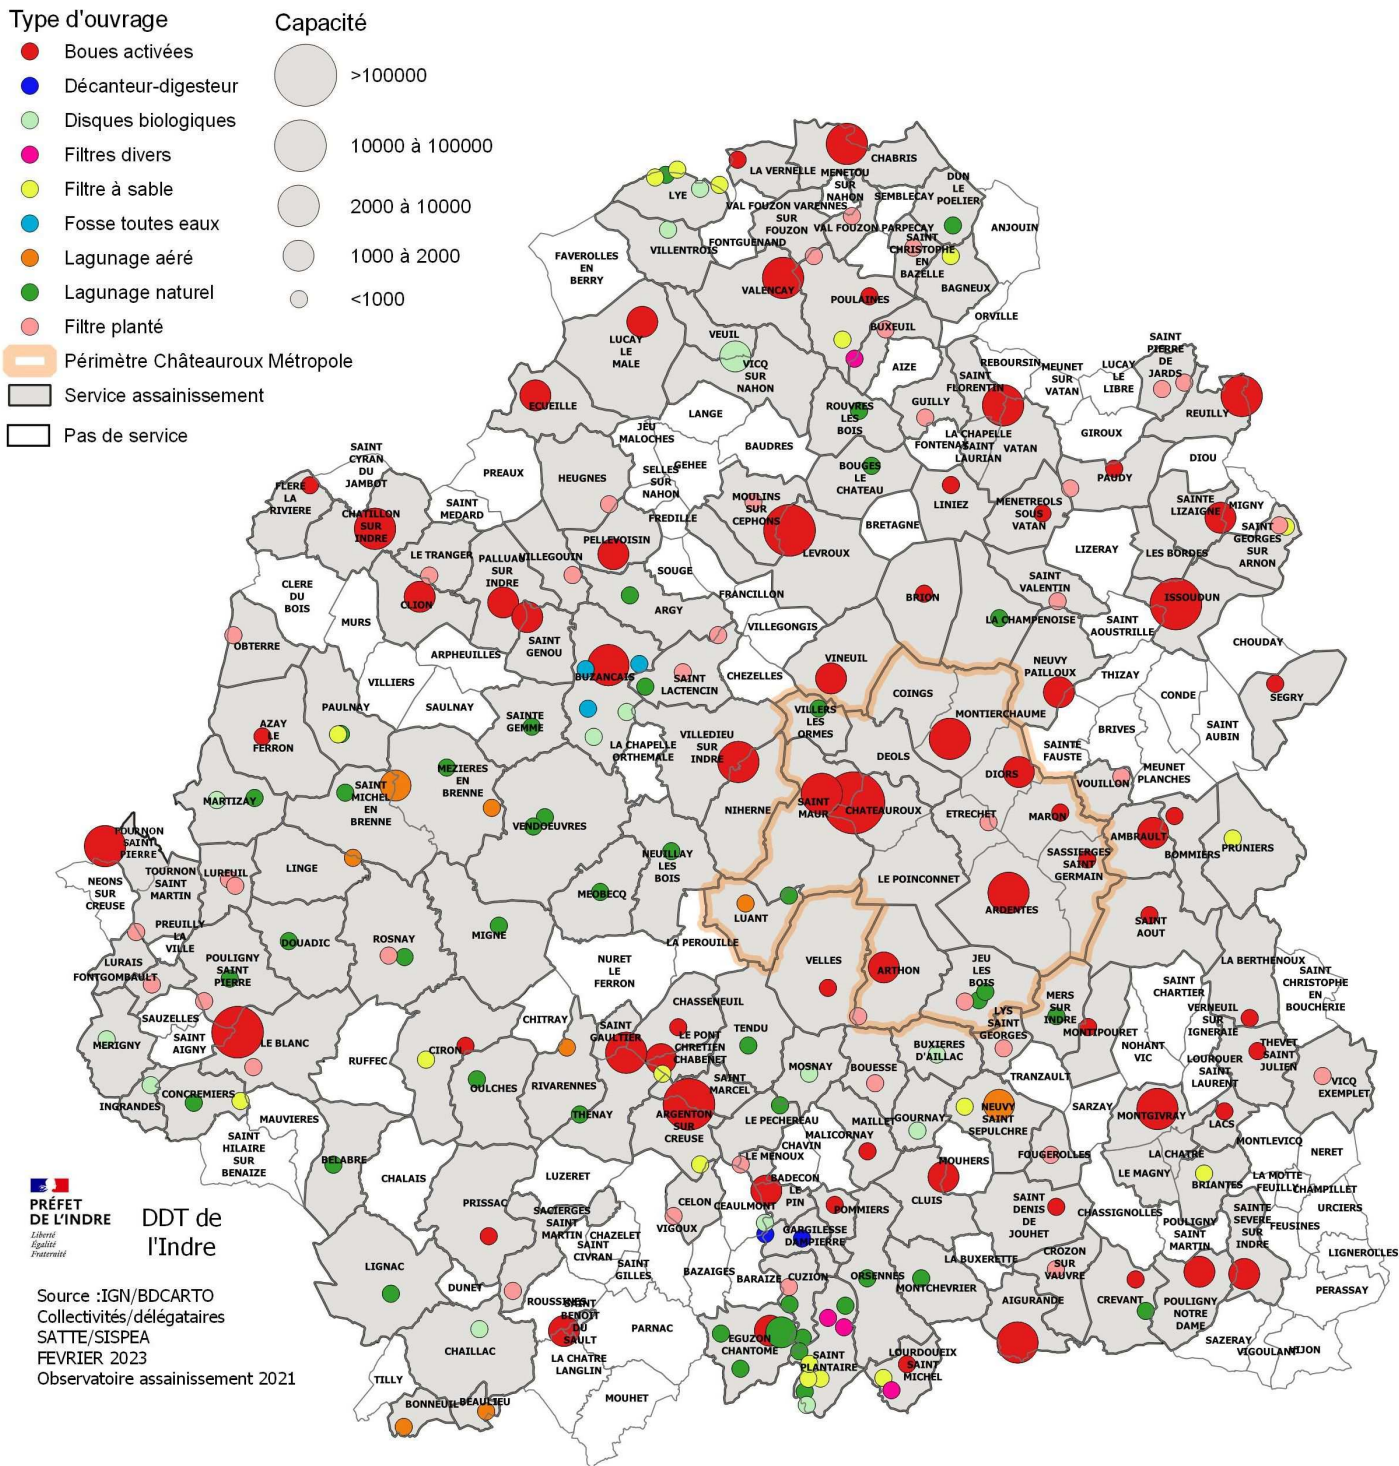 Type d'ouvrage
Boues activées
Décanteur-digesteur
Disques biologiques
Filtres divers
Filtre à sable
Fosse toutes eaux
Lagunage aéré
Lagunage naturel
Filtre planté
Périmètre Châteauroux Métropole
Service assainissement
Pas de service
Capacité
>100000
10000 à 100000
2000 à 10000
1000 à 2000
<1000
CHABRIS
LA VERNELLE
MENETOU
SUR
NAHON
DUN
LE
POELIER
SEMBLECAY
LYE
VAL FOUZON
VARENNES
SUR
FOUZON
VAL FOUZON
PARPECAY
ANJOUIN
FONTGUENAND
VILLENTROIS
SAINT
CHRISTOPHE
EN
BAZELLE
FAVEROLLES
EN
BERRY
VALENCAY
BAGNEUX
POULAINES
ORVILLE
BUXEUIL
LUCAY
LE
MALE
VEUIL
VICQ
SUR
NAHON
AIZE
REBOURSIN
SAINT
FLORENTIN
MEUNET
SUR
VATAN
LUCAY
LE
LIBRE
SAINT
PIERRE
DE
JARDS
REUILLY
ECUEILLE
LANGE
ROUVRES
LES
BOIS
GUILLY
FONTENAY
LA CHAPELLE
SAINT
LAURIAN
VATAN
GIROUX
JEU
MALOCHES
BAUDRES
DIOU
SAINT
CYRAN
DU
JAMBOT
PREAUX
HEUGNES
GEHEE
SELLES
SUR
NAHON
BOUGES
LE
CHATEAU
PAUDY
FLERE
LA
RIVIERE
CHATILLON
SUR
INDRE
SAINT
MEDARD
MOULINS
SUR
CEPHONS
LINIEZ
MENETREOLS
SOUS
VATAN
SAINTE
LIZAIGNE
MIGNY
FREDILLE
BRETAGNE
SAINT
GEORGES
SUR
ARNON
PELLEVOISIN
LEVROUX
LIZERAY
LES BORDES
LE TRANGER
PALLUAU
SUR
INDRE
VILLEGOUIN
SOUGE
CLERE
DU
BOIS
FRANCILLON
SAINT
VALENTIN
BRION
ISSOUDUN
CLION
ARGY
MURS
VILLEGONGIS
LA CHAMPENOISE
SAINT
AOUSTRILLE
OBTERRE
SAINT
GENOU
CHOUDAY
ARPHEUILLES
VINEUIL
NEUVY
PAILLOUX
BUZANCAIS
CHEZELLES
SAINT
LACTENCIN
THIZAY
VILLIERS
COINGS
CONDE
SEGRY
PAULNAY
SAULNAY
VILLERS
LES
ORMES
MONTIERCHAUME
SAINTE
GEMME
AZAY
LE
FERRON
VILLEDIEU
SUR
INDRE
BRIVES
SAINT
AUBIN
LA CHAPELLE
ORTHEMALE
DEOLS
SAINTE
FAUSTE
MEZIERES
EN
BRENNE
DIORS
MEUNET
PLANCHES
VOUILLON
SAINT
MICHEL
EN
BRENNE
MARTIZAY
SAINT
MAUR
CHATEAUROUX
NIHERNE
ETRECHET
MARON
VENDOEUVRES
TOURNON
SAINT
PIERRE
AMBRAULT
BOMMIERS
PRUNIERS
NEUILLAY
LES
BOIS
SASSIERGES
SAINT
GERMAIN
LINGE
TOURNON
SAINT
MARTIN
LUREUIL
NEONS
SUR
CREUSE
LE POINCONNET
MEOBECQ
ARDENTES
LUANT
SAINT
AOUT
PREUILLY
LA
VILLE
MIGNE
DOUADIC
ROSNAY
LA PEROUILLE
LURAIS
FONTGOMBAULT
POULIGNY
SAINT
PIERRE
NURET
LE
FERRON
VELLES
ARTHON
JEU
LES
BOIS
LA BERTHENOUX
SAINT
CHRISTOPHE
EN
BOUCHERIE
SAINT
CHARTIER
CHASSENEUIL
MERS
SUR
INDRE
LYS
SAINT
GEORGES
VERNEUIL
SUR
IGNERAIE
SAUZELLES
SAINT
AIGNY
LE BLANC
CHITRAY
SAINT
GAULTIER
LE PONT
CHRETIEN
CHABENET
TENDU
MONTIPOURET
MERIGNY
NOHANT
VIC
RUFFEC
CIRON
BUXIERES
D'AILLAC
THEVET
SAINT
JULIEN
LOUROUER
SAINT
LAURENT
MOSNAY
BOUESSE
TRANZAULT
VICQ
EXEMPLET
CONCREMIERS
INGRANDES
OULCHES
RIVARENNES
SAINT
MARCEL
MAUVIERES
THENAY
ARGENTON
SUR
CREUSE
LE PECHEREAU
MAILLET
GOURNAY
NEUVY
SAINT
SEPULCHRE
SARZAY
MONTGIVRAY
LACS
MALICORNAY
CHAVIN
MONTLEVICQ
SAINT
HILAIRE
SUR
BENAIZE
LE MENOUX
MOUHERS
FOUGEROLLES
LA CHATRE
NERET
BELABRE
LE MAGNY
CHALAIS
LUZERET
BADECON
LE
PIN
BRIANTES
LA MOTTE
FEUILLY
CHAMPILLET
PRISSAC
CELON
CEAULMONT
CLUIS
SAINT
DENIS
DE
JOUHET
CHASSIGNOLLES
URCIERS
SACIERGES
SAINT
MARTIN
POMMIERS
VIGOUX
SAINTE
SEVERE
SUR
INDRE
FEUSINES
POULIGNY
SAINT
MARTIN
CHAZELET
GARGILESSE
DAMPIERRE
SAINT
CIVRAN
LIGNEROLLES
LIGNAC
SAINT
GILLES
LA BUXERETTE
CROZON
SUR
VAUVRE
BAZAIGES
BARAIZE
CUZION
ORSENNES
MONTCHEVRIER
PERASSAY
DUNET
AIGURANDE
CREVANT
POULIGNY
NOTRE
DAME
ROUSSINES
SAINT
BENOIT
DU
SAULT
PARNAC
EGUZON
CHANTOME
SAZERAY
VIGOULANT
VIJON
CHAILLAC
LA CHATRE
LANGLIN
SAINT
PLANTAIRE
LOURDOUEIX
SAINT
MICHEL
TILLY
MOUHET
BONNEUIL
BEAULIEU
PRÉFET
DE L'INDRE
Liberté
Égalité
Fraternité
DDT de
l'Indre
Source :IGN/BDCARTO
Collectivités/délégataires
SATTE/SISPEA
FEVRIER 2023
Observatoire assainissement 2021